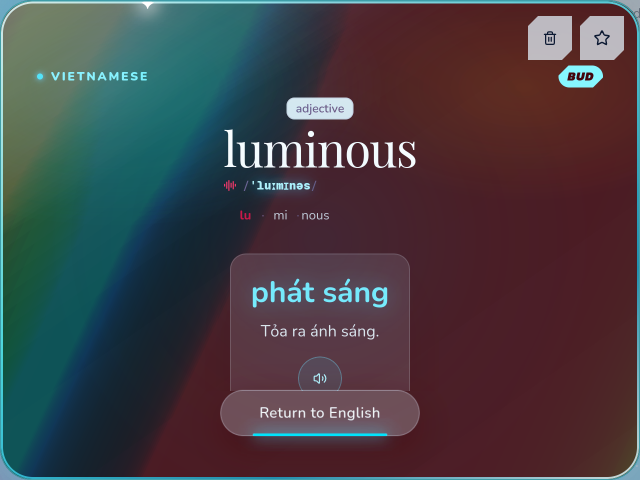 VIETNAMESE
BUD
adjective
luminous
/ˈluːmɪnəs/
lu · mi · nous
phát sáng
Tỏa ra ánh sáng.
Return to English